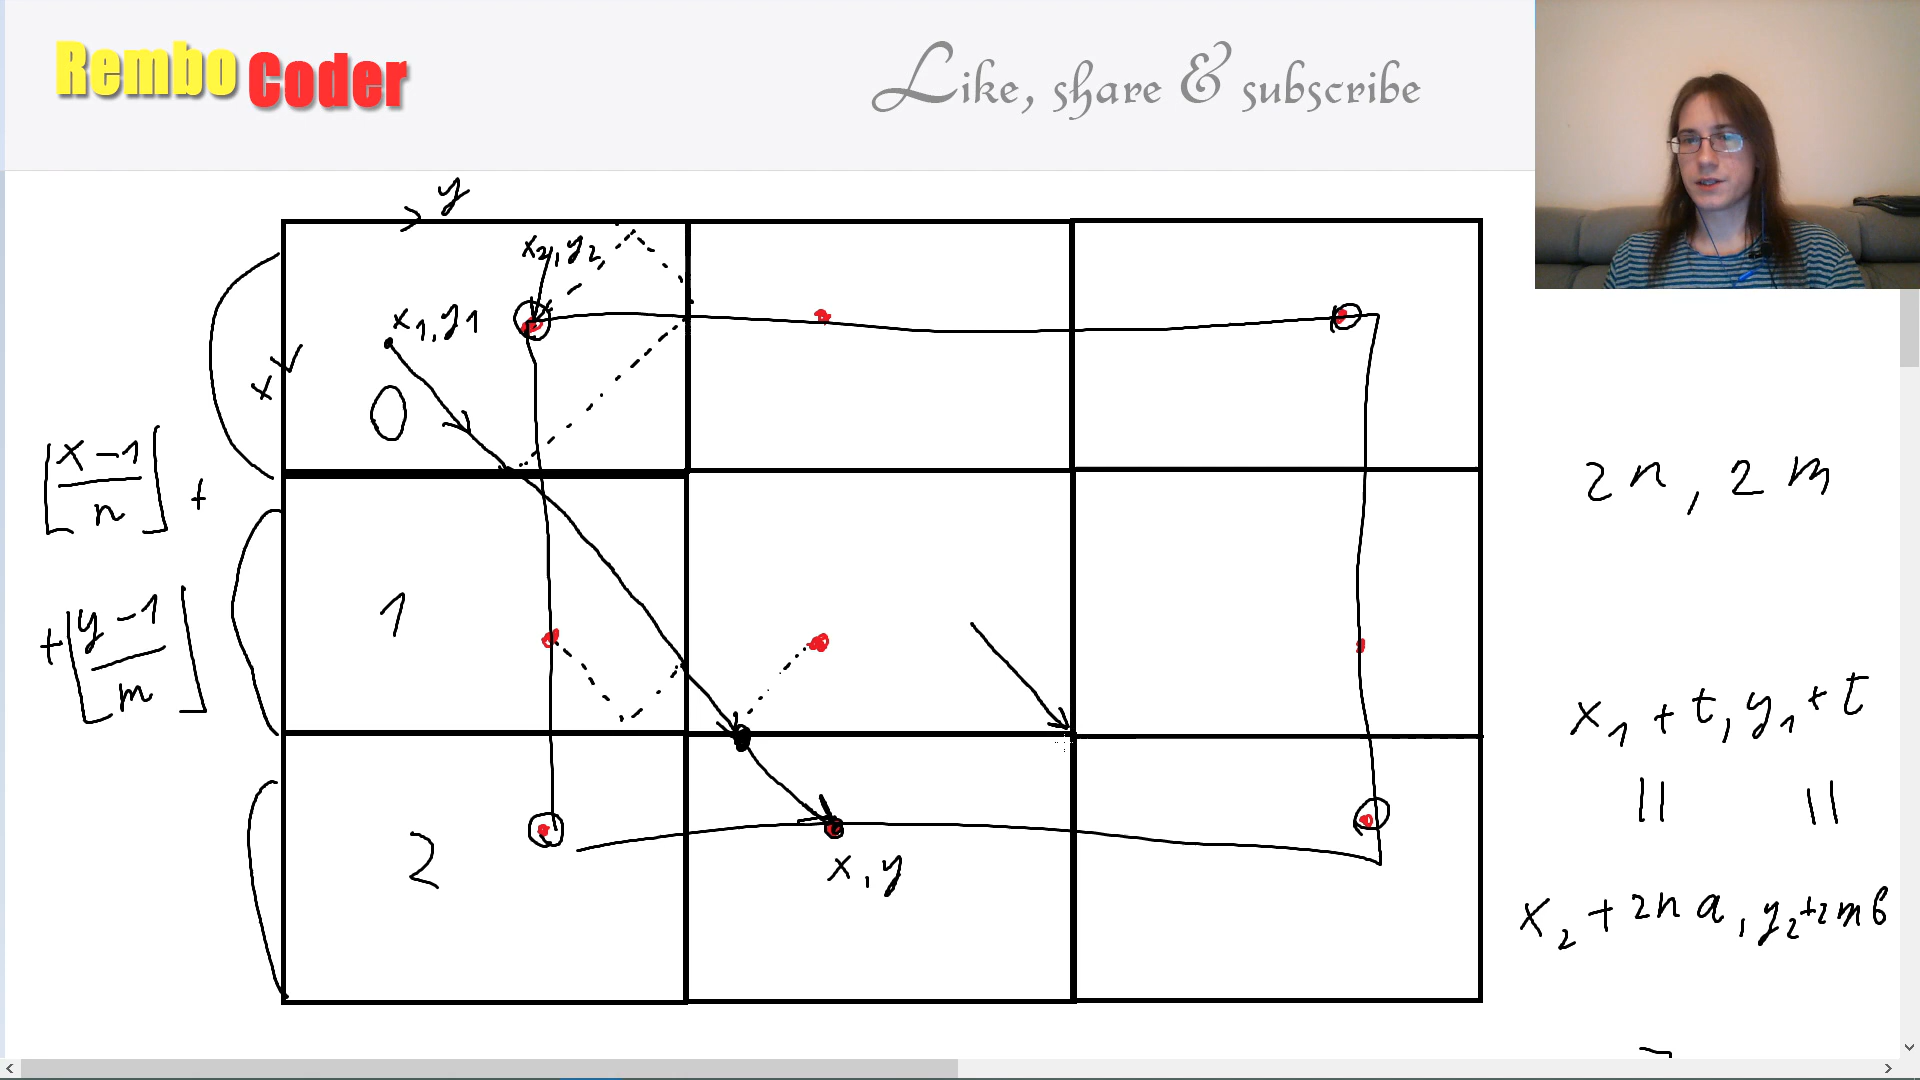 Rembo Coder
Like, share & subscribe
y
x₂, y₂
x₁, y₁
x
0
⌊(x-1)/n⌋ +
1
+⌊(y-1)/m⌋
2
x, y
2n, 2m
x₁ + t, y₁ + t
|| ||
x₂ + 2na, y₂+2mb